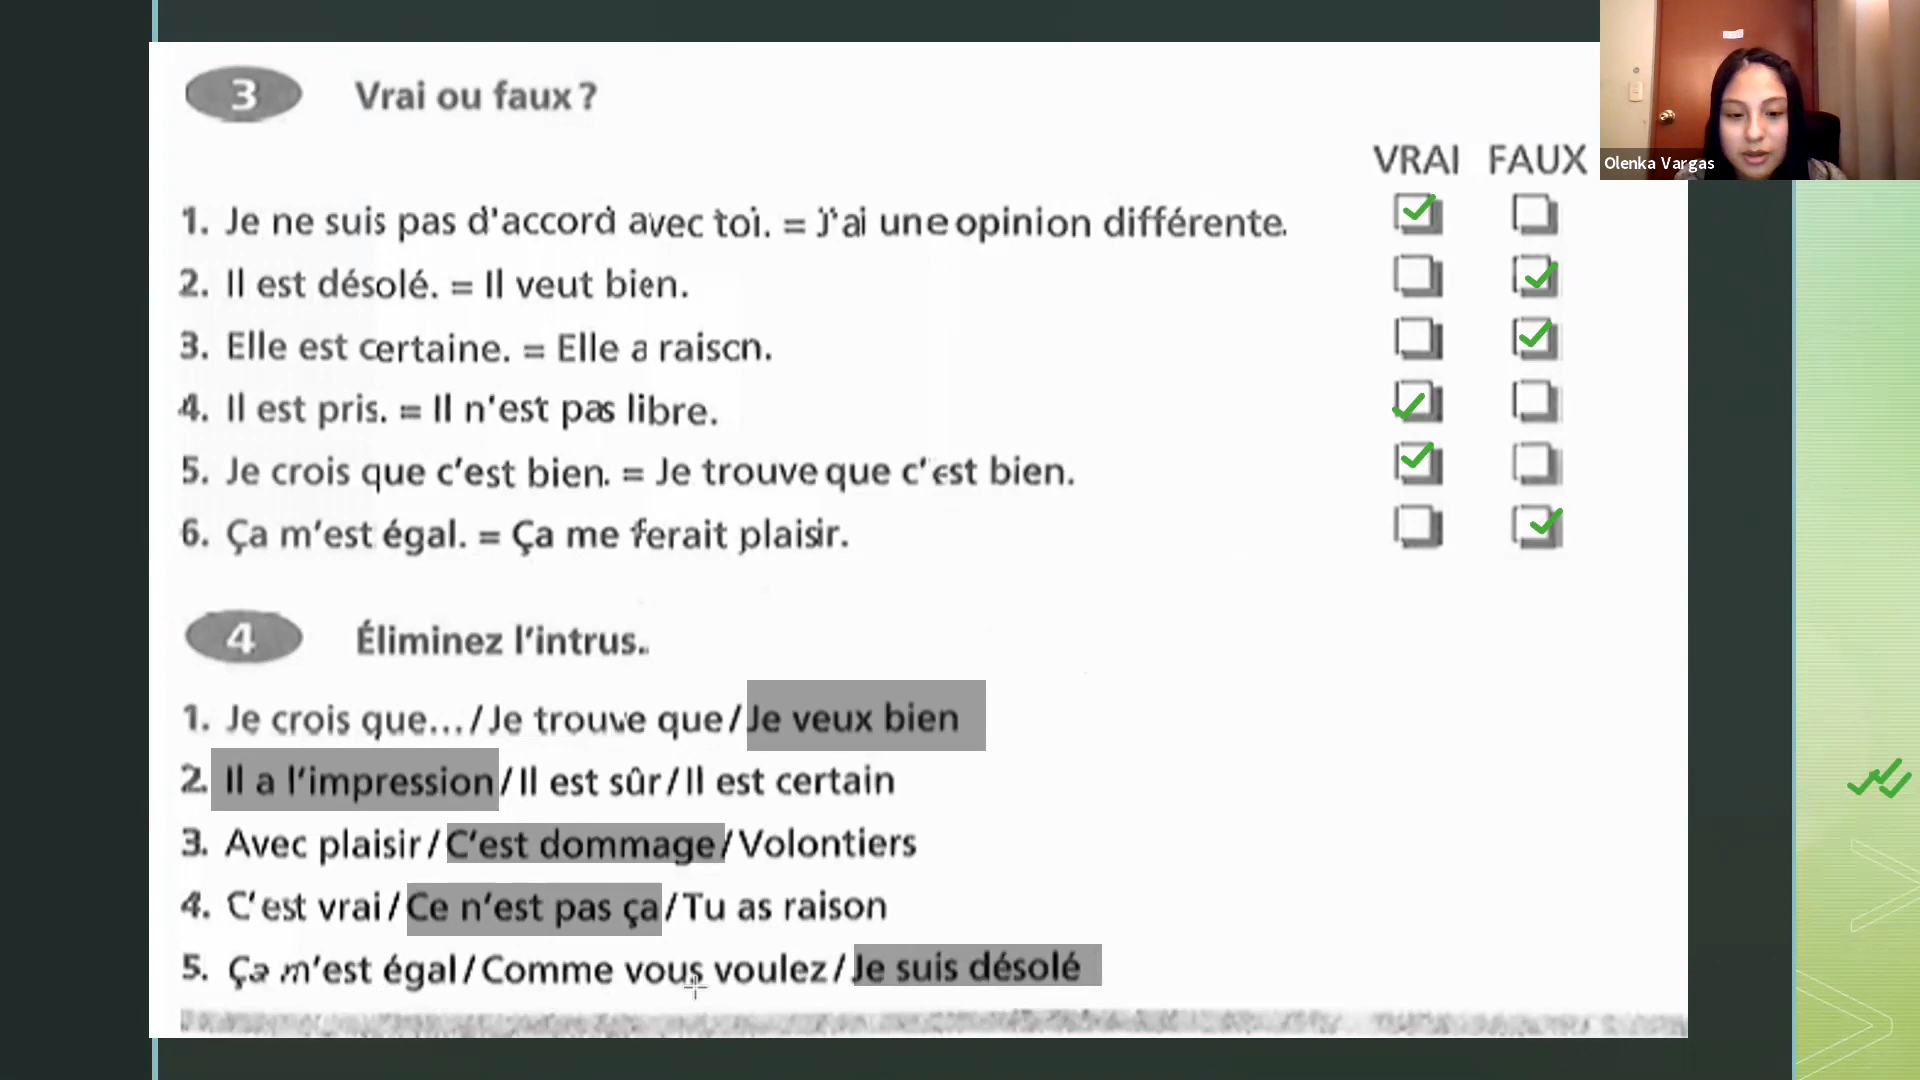 3 Vrai ou faux ?
VRAI FAUX
Olenka Vargas
1. Je ne suis pas d'accord avec toi. = J'ai une opinion différente.
2. Il est désolé. = Il veut bien.
3. Elle est certaine. = Elle a raison.
4. Il est pris. = Il n'est pas libre.
5. Je crois que c'est bien. = Je trouve que c'est bien.
6. Ça m'est égal. = Ça me ferait plaisir.
4 Éliminez l'intrus.
1. Je crois que... / Je trouve que / Je veux bien
2. Il a l'impression / Il est sûr / Il est certain
3. Avec plaisir / C'est dommage / Volontiers
4. C'est vrai / Ce n'est pas ça / Tu as raison
5. Ça m'est égal / Comme vous voulez / Je suis désolé